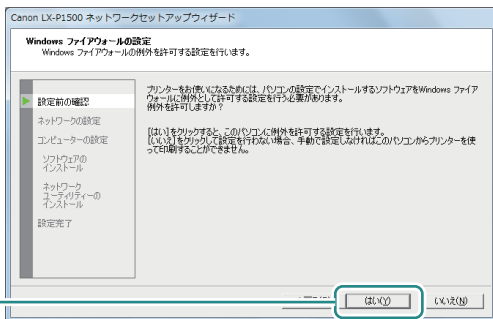 Canon LX-P1500 ネットワークセットアップウィザード
Windows ファイアウォールの設定
Windows ファイアウォールの例外を許可する設定を行います。
設定前の確認
ネットワークの設定
コンピューターの設定
ソフトウェアの
インストール
ネットワーク
ユーティリティーの
インストール
設定完了
プリンターをお使いになるためには、パソコンの設定でインストールするソフトウェアをWindows ファイア
ウォールに例外として許可する設定を行う必要があります。
例外を許可しますか？
[はい]をクリックすると、このパソコンに例外を許可する設定を行います。
[いいえ]をクリックして設定を行わない場合、手動で設定しなければこのパソコンからプリンターを使
って印刷することができません。
はい(Y)
いいえ(N)